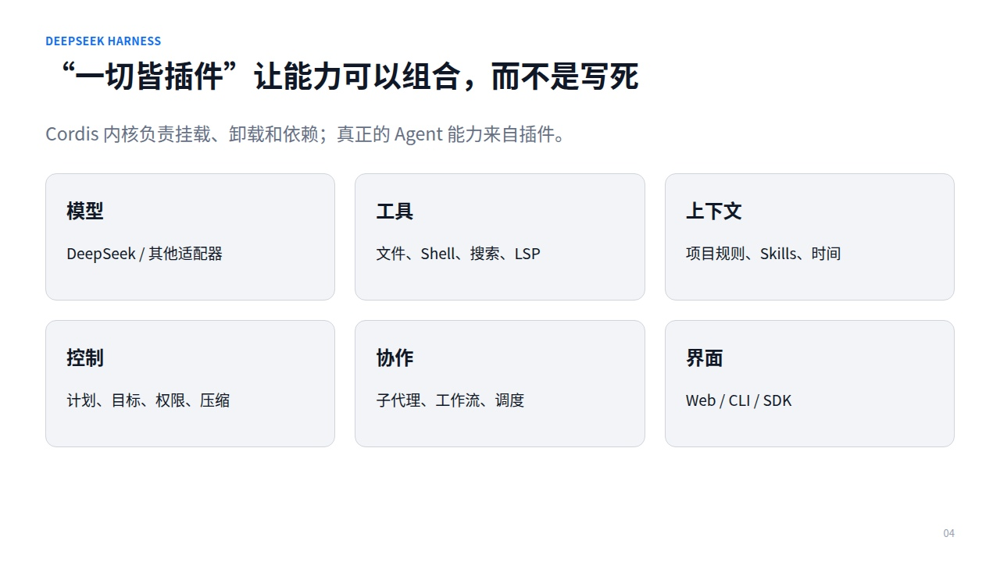 DEEPSEEK HARNESS
“一切皆插件”让能力可以组合，而不是写死
Cordis 内核负责挂载、卸载和依赖；真正的 Agent 能力来自插件。
模型
DeepSeek / 其他适配器
工具
文件、Shell、搜索、LSP
上下文
项目规则、Skills、时间
控制
计划、目标、权限、压缩
协作
子代理、工作流、调度
界面
Web / CLI / SDK
04